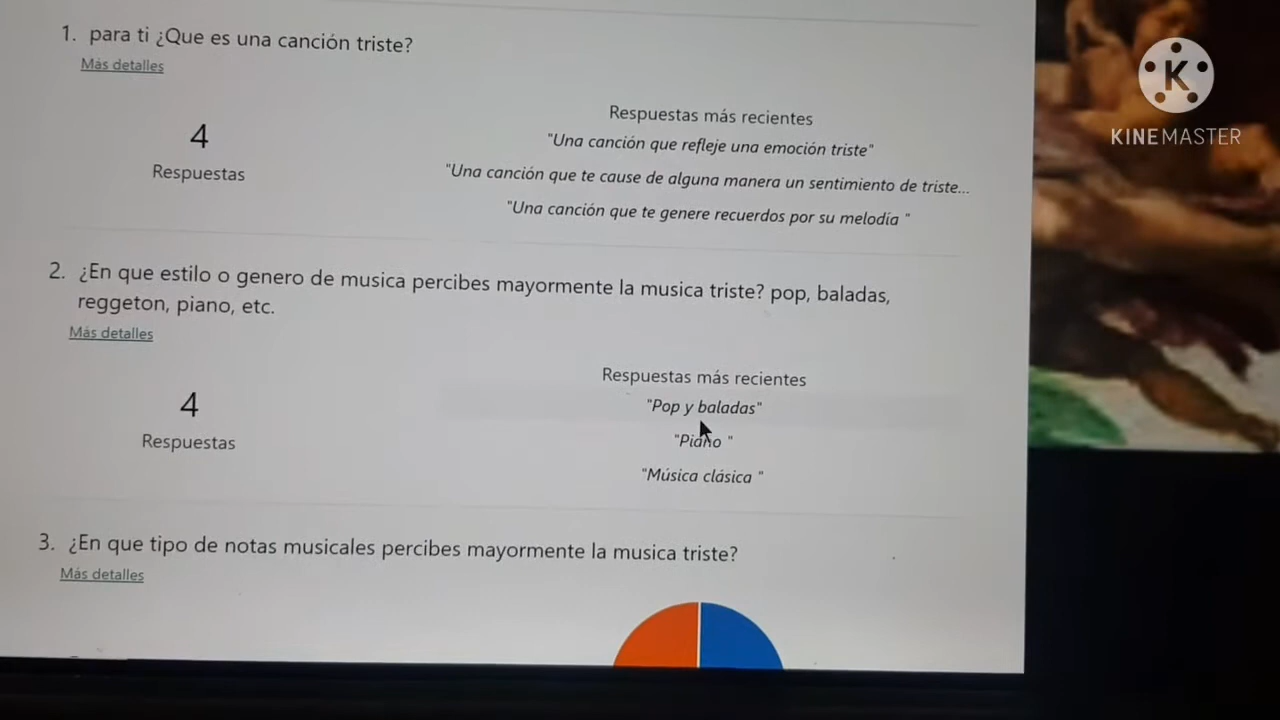 1. para ti ¿Que es una canción triste?
Más detalles
4
Respuestas
Respuestas más recientes
"Una canción que refleje una emoción triste"
"Una canción que te cause de alguna manera un sentimiento de triste...
"Una canción que te genere recuerdos por su melodía "
2. ¿En que estilo o genero de musica percibes mayormente la musica triste? pop, baladas,
reggeton, piano, etc.
Más detalles
4
Respuestas
Respuestas más recientes
"Pop y baladas"
"Piano "
"Música clásica "
3. ¿En que tipo de notas musicales percibes mayormente la musica triste?
Más detalles
K
KINEMASTER